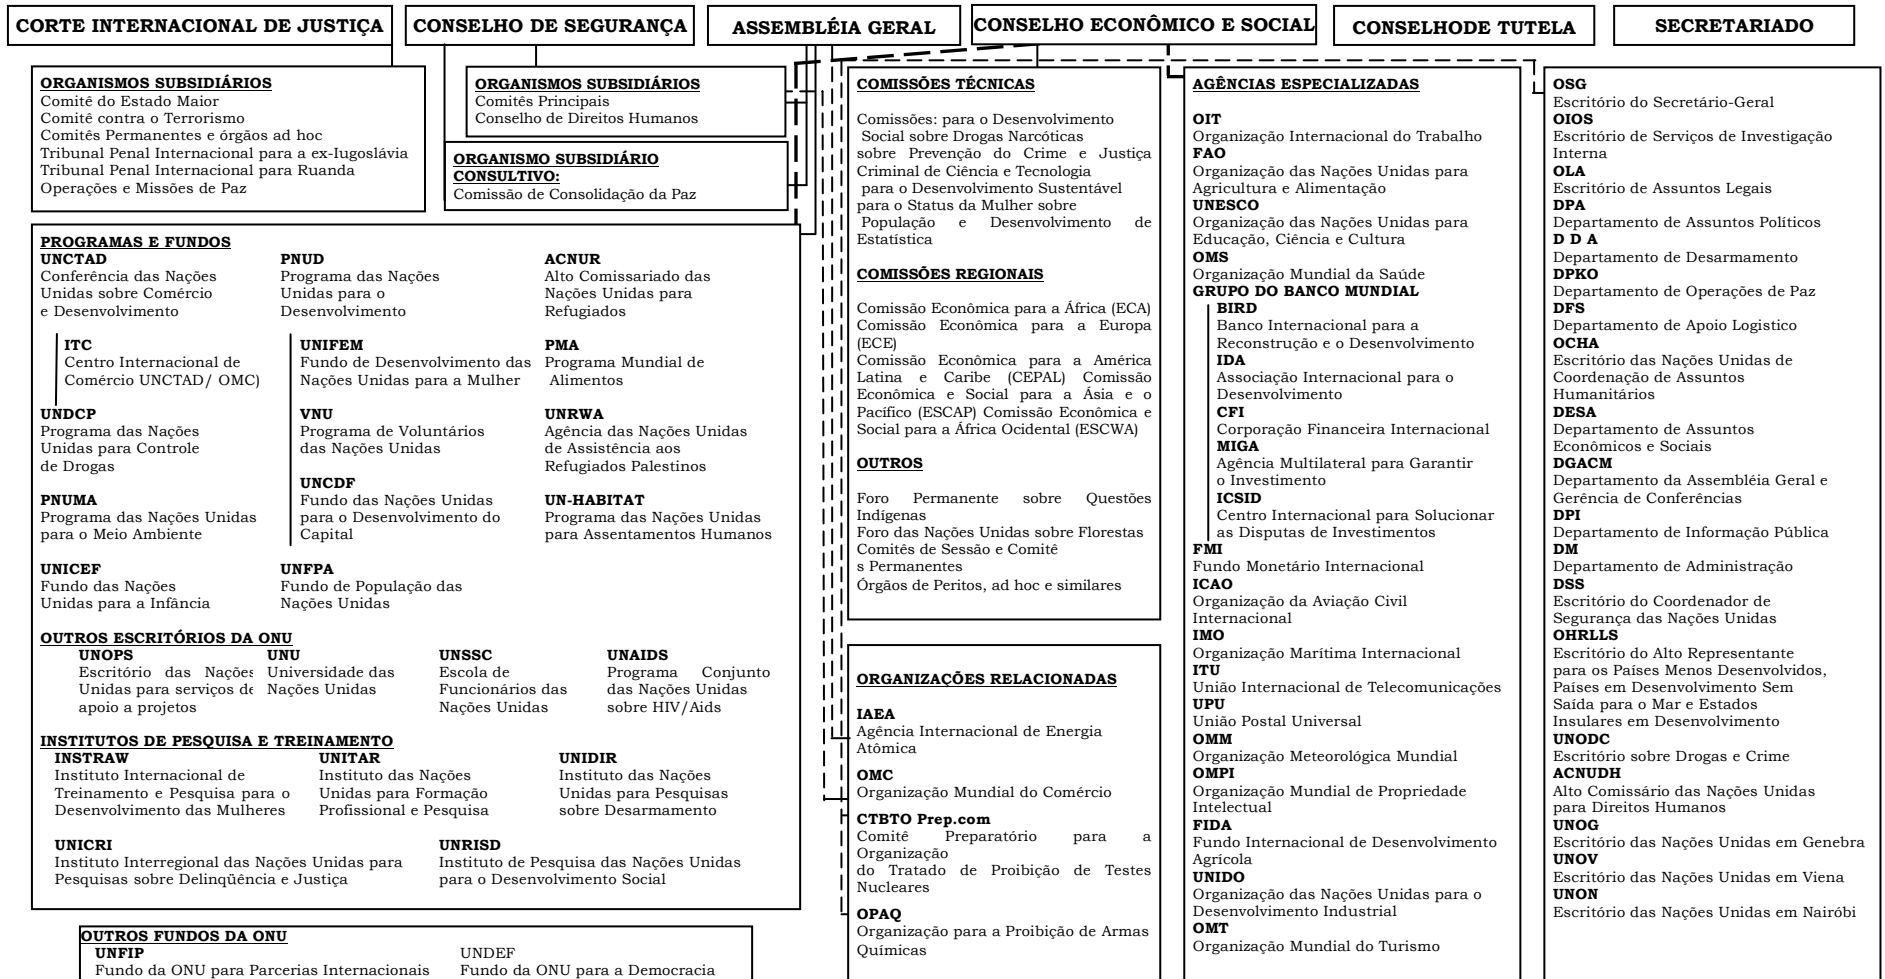 CORTE INTERNACIONAL DE JUSTIÇA
CONSELHO DE SEGURANÇA
ASSEMBLÉIA GERAL
CONSELHO ECONÔMICO E SOCIAL
CONSELHODE TUTELA
SECRETARIADO
ORGANISMOS SUBSIDIÁRIOS
Comitê do Estado Maior
Comitê contra o Terrorismo
Comitês Permanentes e órgãos ad hoc
Tribunal Penal Internacional para a ex-Iugoslávia
Tribunal Penal Internacional para Ruanda
Operações e Missões de Paz
ORGANISMOS SUBSIDIÁRIOS
Comitês Principais
Conselho de Direitos Humanos
ORGANISMO SUBSIDIÁRIO
CONSULTIVO:
Comissão de Consolidação da Paz
PROGRAMAS E FUNDOS
UNCTAD
Conferência das Nações
Unidas sobre Comércio
e Desenvolvimento
ITC
Centro Internacional de
Comércio UNCTAD/ OMC)
UNDCP
Programa das Nações
Unidas para Controle
de Drogas
PNUMA
Programa das Nações Unidas
para o Meio Ambiente
UNICEF
Fundo das Nações
Unidas para a Infância
PNUD
Programa das Nações
Unidas para o
Desenvolvimento
UNIFEM
Fundo de Desenvolvimento das
Nações Unidas para a Mulher
VNU
Programa de Voluntários
das Nações Unidas
UNCDF
Fundo das Nações Unidas
para o Desenvolvimento do
Capital
UNFPA
Fundo de População das
Nações Unidas
ACNUR
Alto Comissariado das
Nações Unidas para
Refugiados
PMA
Programa Mundial de
Alimentos
UNRWA
Agência das Nações Unidas
de Assistência aos
Refugiados Palestinos
UN-HABITAT
Programa das Nações Unidas
para Assentamentos Humanos
OUTROS ESCRITÓRIOS DA ONU
UNOPS
Escritório das Nações
Unidas para serviços de
apoio a projetos
UNU
Universidade das
Nações Unidas
UNSSC
Escola de
Funcionários das
Nações Unidas
UNAIDS
Programa Conjunto
das Nações Unidas
sobre HIV/Aids
INSTITUTOS DE PESQUISA E TREINAMENTO
INSTRAW
Instituto Internacional de
Treinamento e Pesquisa para o
Desenvolvimento das Mulheres
UNITAR
Instituto das Nações
Unidas para Formação
Profissional e Pesquisa
UNIDIR
Instituto das Nações
Unidas para Pesquisas
sobre Desarmamento
UNICRI
Instituto Interregional das Nações Unidas para
Pesquisas sobre Delinqüência e Justiça
UNRISD
Instituto de Pesquisa das Nações Unidas
para o Desenvolvimento Social
OUTROS FUNDOS DA ONU
UNFIP
Fundo da ONU para Parcerias Internacionais
UNDEF
Fundo da ONU para a Democracia
COMISSÕES TÉCNICAS
Comissões: para o Desenvolvimento
Social sobre Drogas Narcóticas
sobre Prevenção do Crime e Justiça
Criminal de Ciência e Tecnologia
para o Desenvolvimento Sustentável
para o Status da Mulher sobre
População e Desenvolvimento de
Estatística
COMISSÕES REGIONAIS
Comissão Econômica para a África (ECA)
Comissão Econômica para a Europa
(ECE)
Comissão Econômica para a América
Latina e Caribe (CEPAL) Comissão
Econômica e Social para a Ásia e o
Pacífico (ESCAP) Comissão Econômica e
Social para a África Ocidental (ESCWA)
OUTROS
Foro Permanente sobre Questões
Indígenas
Foro das Nações Unidas sobre Florestas
Comitês de Sessão e Comitê
s Permanentes
Órgãos de Peritos, ad hoc e similares
ORGANIZAÇÕES RELACIONADAS
IAEA
Agência Internacional de Energia
Atômica
OMC
Organização Mundial do Comércio
CTBTO Prep.com
Comitê Preparatório para a
Organização
do Tratado de Proibição de Testes
Nucleares
OPAQ
Organização para a Proibição de Armas
Químicas
AGÊNCIAS ESPECIALIZADAS
OIT
Organização Internacional do Trabalho
FAO
Organização das Nações Unidas para
Agricultura e Alimentação
UNESCO
Organização das Nações Unidas para
Educação, Ciência e Cultura
OMS
Organização Mundial da Saúde
GRUPO DO BANCO MUNDIAL
BIRD
Banco Internacional para a
Reconstrução e o Desenvolvimento
IDA
Associação Internacional para o
Desenvolvimento
CFI
Corporação Financeira Internacional
MIGA
Agência Multilateral para Garantir
o Investimento
ICSID
Centro Internacional para Solucionar
as Disputas de Investimentos
FMI
Fundo Monetário Internacional
ICAO
Organização da Aviação Civil
Internacional
IMO
Organização Marítima Internacional
ITU
União Internacional de Telecomunicações
UPU
União Postal Universal
OMM
Organização Meteorológica Mundial
OMPI
Organização Mundial de Propriedade
Intelectual
FIDA
Fundo Internacional de Desenvolvimento
Agrícola
UNIDO
Organização das Nações Unidas para o
Desenvolvimento Industrial
OMT
Organização Mundial do Turismo
OSG
Escritório do Secretário-Geral
OIOS
Escritório de Serviços de Investigação
Interna
OLA
Escritório de Assuntos Legais
DPA
Departamento de Assuntos Políticos
D D A
Departamento de Desarmamento
DPKO
Departamento de Operações de Paz
DFS
Departamento de Apoio Logistico
OCHA
Escritório das Nações Unidas de
Coordenação de Assuntos
Humanitários
DESA
Departamento de Assuntos
Econômicos e Sociais
DGACM
Departamento da Assembléia Geral e
Gerência de Conferências
DPI
Departamento de Informação Pública
DM
Departamento de Administração
DSS
Escritório do Coordenador de
Segurança das Nações Unidas
OHRLLS
Escritório do Alto Representante
para os Países Menos Desenvolvidos,
Países em Desenvolvimento Sem
Saída para o Mar e Estados
Insulares em Desenvolvimento
UNODC
Escritório sobre Drogas e Crime
ACNUDH
Alto Comissário das Nações Unidas
para Direitos Humanos
UNOG
Escritório das Nações Unidas em Genebra
UNOV
Escritório das Nações Unidas em Viena
UNON
Escritório das Nações Unidas em Nairóbi